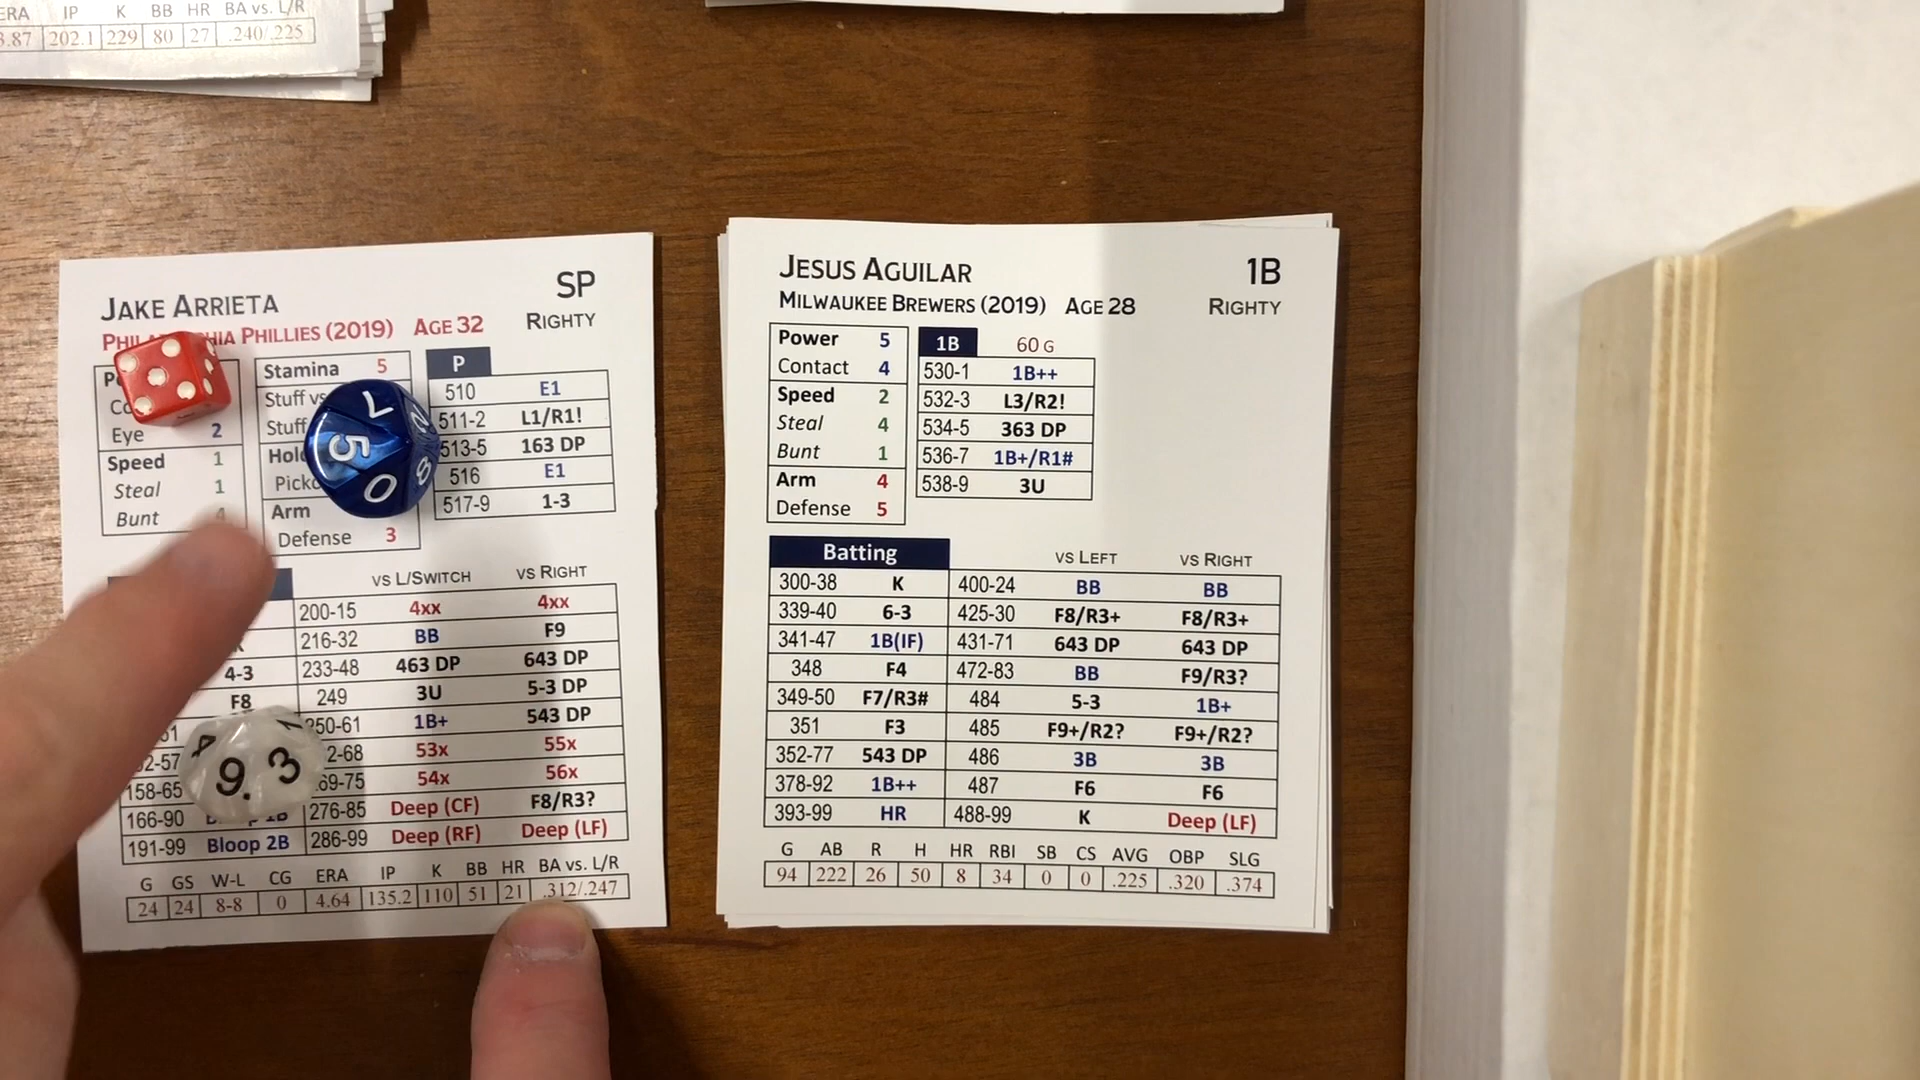 ERA IP K BB HR BA vs. L/R
3.87 202.1 229 80 27 .240/.225
JAKE ARRIETA SP
PHILADELPHIA PHILLIES (2019) AGE 32 RIGHTY
Stamina 5
Stuff vs
Stuff
Eye 2
Speed 1
Steal 1
Bunt
Arm
Defense 3
P
510 E1
511-2 L1/R1!
513-5 163 DP
516 E1
517-9 1-3
7
5
0
8
2
VS L/SWITCH VS RIGHT
200-15 4xx 4xx
216-32 BB F9
4-3 233-48 463 DP 643 DP
F8 249 3U 5-3 DP
250-61 1B+ 543 DP
53x 55x
54x 56x
158-65
166-90 276-85 Deep (CF) F8/R3?
191-99 Bloop 2B 286-99 Deep (RF) Deep (LF)
9. 3 1
G GS W-L CG ERA IP K BB HR BA vs. L/R
24 24 8-8 0 4.64 135.2 110 51 21 .312/.247
JESUS AGUILAR 1B
MILWAUKEE BREWERS (2019) AGE 28 RIGHTY
Power 5
Contact 4
Speed 2
Steal 4
Bunt 1
Arm 4
Defense 5
1B 60 G
530-1 1B++
532-3 L3/R2!
534-5 363 DP
536-7 1B+/R1#
538-9 3U
Batting VS LEFT VS RIGHT
300-38 K 400-24 BB BB
339-40 6-3 425-30 F8/R3+ F8/R3+
341-47 1B(IF) 431-71 643 DP 643 DP
348 F4 472-83 BB F9/R3?
349-50 F7/R3# 484 5-3 1B+
351 F3 485 F9+/R2? F9+/R2?
352-77 543 DP 486 3B 3B
378-92 1B++ 487 F6 F6
393-99 HR 488-99 K Deep (LF)
G AB R H HR RBI SB CS AVG OBP SLG
94 222 26 50 8 34 0 0 .225 .320 .374